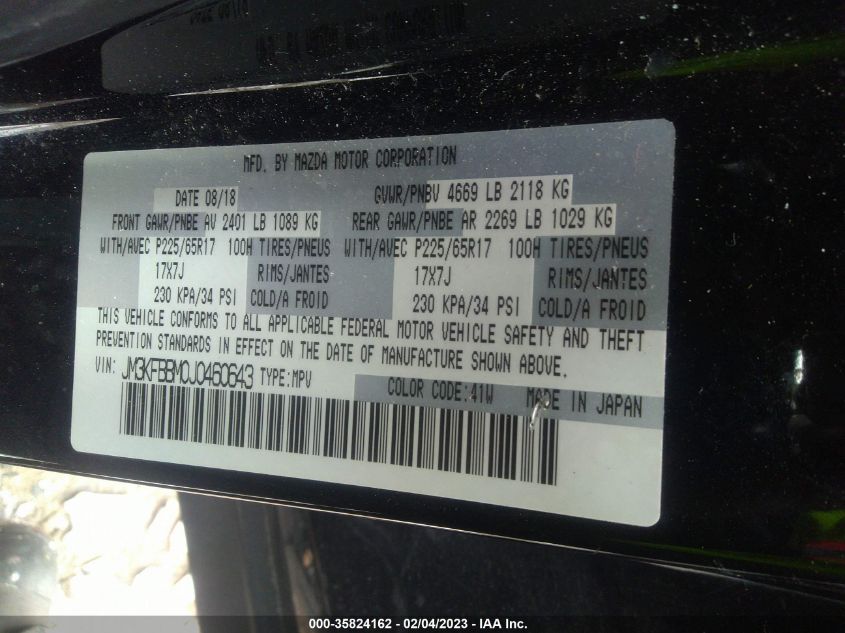 MFD. BY MAZDA MOTOR CORPORATION
DATE 08/18 GVWR/PNBV 4669 LB 2118 KG
FRONT GAWR/PNBE AV 2401 LB 1089 KG REAR GAWR/PNBE AR 2269 LB 1029 KG
WITH/AVEC P225/65R17 100H TIRES/PNEUS WITH/AVEC P225/65R17 100H TIRES/PNEUS
17X7J RIMS/JANTES 17X7J RIMS/JANTES
230 KPA/34 PSI COLD/A FROID 230 KPA/34 PSI COLD/A FROID
THIS VEHICLE CONFORMS TO ALL APPLICABLE FEDERAL MOTOR VEHICLE SAFETY AND THEFT
PREVENTION STANDARDS IN EFFECT ON THE DATE OF MANUFACTURE SHOWN ABOVE.
VIN: JM3KFBBM0J0460643 TYPE:MPV
COLOR CODE:41W MADE IN JAPAN
000-35824162 - 02/04/2023 - IAA Inc.